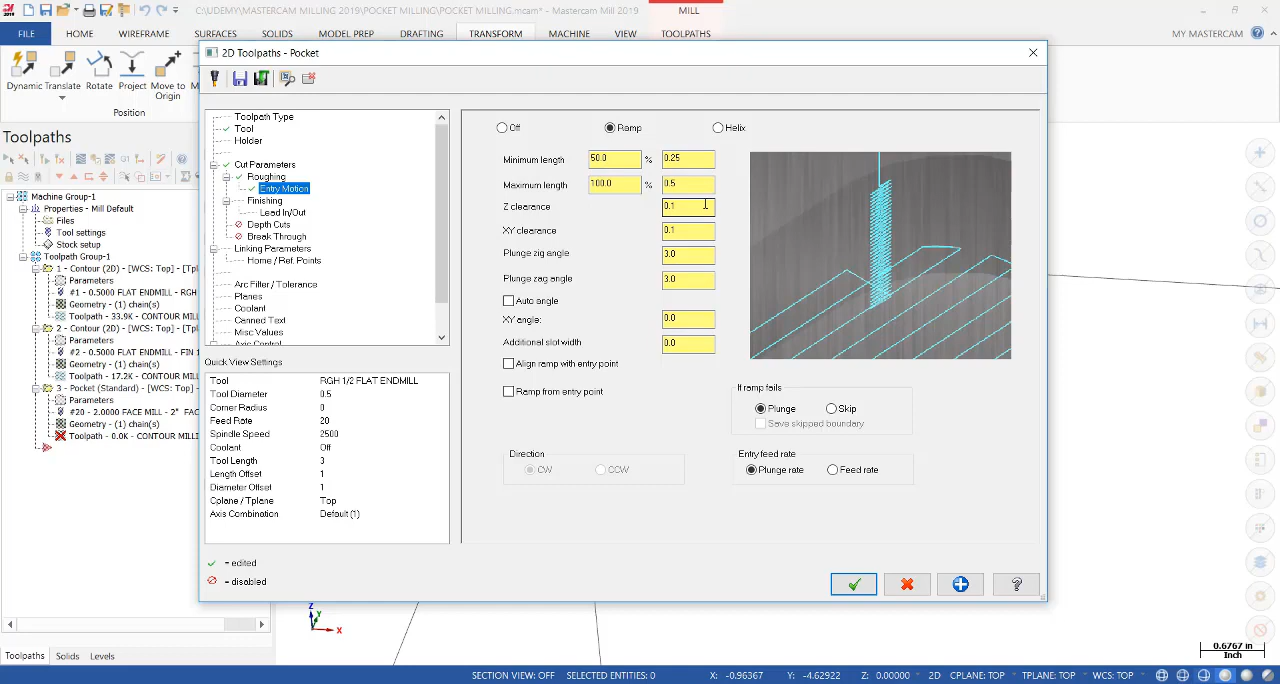 C:\UDEMY\MASTERCAM MILLING 2019\POCKET MILLING\POCKET MILLING.mcam* - Mastercam Mill 2019
MILL
FILE HOME WIREFRAME SURFACES SOLIDS MODEL PREP DRAFTING TRANSFORM MACHINE VIEW TOOLPATHS MY MASTERCAM
Dynamic Translate Rotate Project Move to Origin
Position
2D Toolpaths - Pocket
Toolpaths
Machine Group-1
Properties - Mill Default
Files
Tool settings
Stock setup
Toolpath Group-1
1 - Contour (2D) - [WCS: Top] - [Tpl
Parameters
#1 - 0.5000 FLAT ENDMILL - RGH
Geometry - (1) chain(s)
Toolpath - 33.9K - CONTOUR MILL
2 - Contour (2D) - [WCS: Top] - [Tpl
Parameters
#2 - 0.5000 FLAT ENDMILL - FIN 1
Geometry - (1) chain(s)
Toolpath - 17.2K - CONTOUR MILL
3 - Pocket (Standard) - [WCS: Top] -
Parameters
#20 - 2.0000 FACE MILL - 2" FAC
Geometry - (1) chain(s)
Toolpath - 0.0K - CONTOUR MILLI
Toolpath Type
Tool
Holder
Cut Parameters
Roughing
Entry Motion
Finishing
Lead In/Out
Depth Cuts
Break Through
Linking Parameters
Home / Ref. Points
Arc Filter / Tolerance
Planes
Coolant
Canned Text
Misc Values
Axis Control
Quick View Settings
Tool RGH 1/2 FLAT ENDMILL
Tool Diameter 0.5
Corner Radius 0
Feed Rate 20
Spindle Speed 2500
Coolant Off
Tool Length 3
Length Offset 1
Diameter Offset 1
Cplane / Tplane Top
Axis Combination Default (1)
= edited
= disabled
Off Ramp Helix
Minimum length 50.0 % 0.25
Maximum length 100.0 % 0.5
Z clearance 0.1
XY clearance 0.1
Plunge zig angle 3.0
Plunge zag angle 3.0
Auto angle
XY angle: 0.0
Additional slot width 0.0
Align ramp with entry point
Ramp from entry point
If ramp fails
Plunge Skip
Save skipped boundary
Direction
CW CCW
Entry feed rate
Plunge rate Feed rate
Z
Y
X
0.6767 in
Inch
Toolpaths Solids Levels
SECTION VIEW: OFF SELECTED ENTITIES: 0 X: -0.96367 Y: -4.62922 Z: 0.00000 2D CPLANE: TOP TPLANE: TOP WCS: TOP